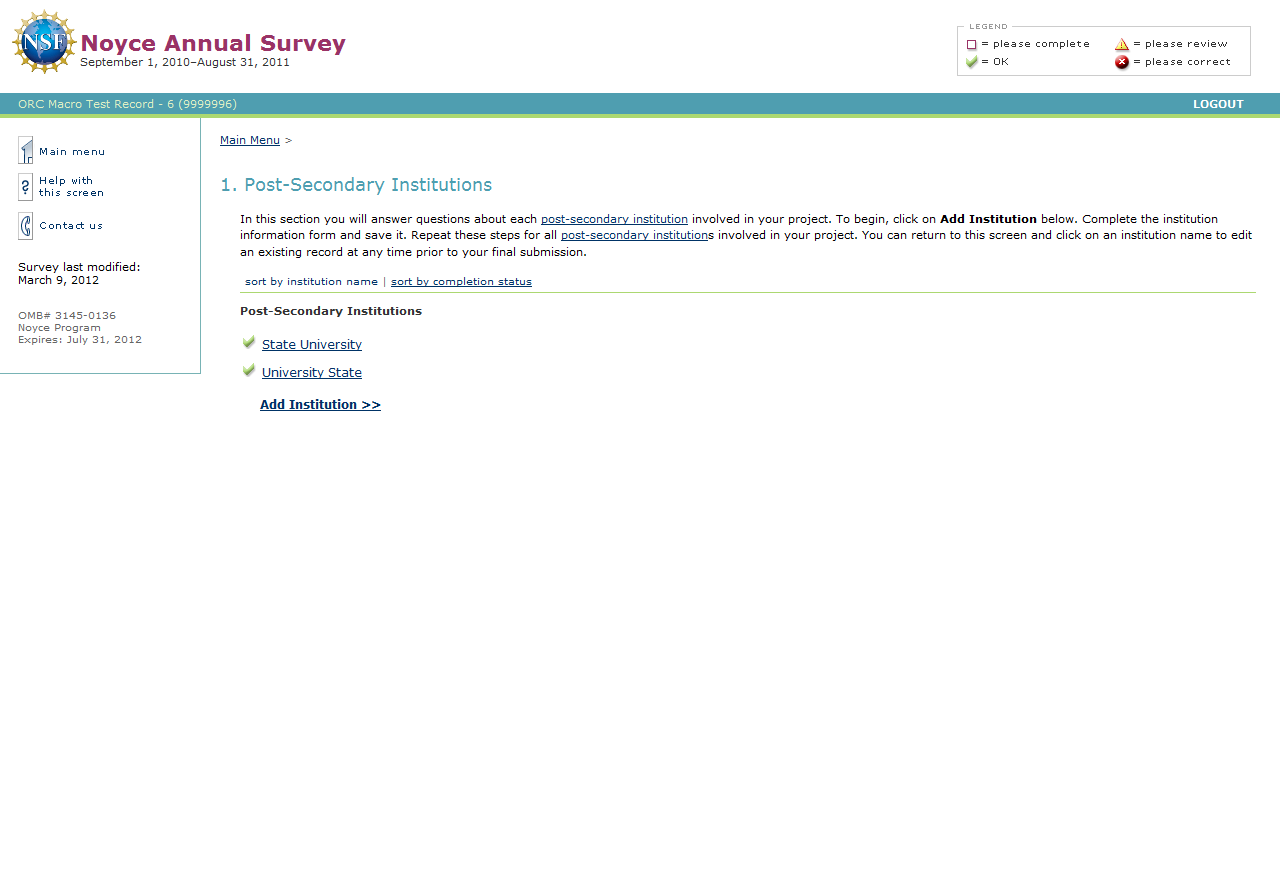 NSF
Noyce Annual Survey
September 1, 2010–August 31, 2011
LEGEND
= please complete
= please review
= OK
= please correct
ORC Macro Test Record - 6 (9999996)
LOGOUT
Main menu
Help with
this screen
Contact us
Survey last modified:
March 9, 2012
OMB# 3145-0136
Noyce Program
Expires: July 31, 2012
Main Menu >
1. Post-Secondary Institutions
In this section you will answer questions about each post-secondary institution involved in your project. To begin, click on Add Institution below. Complete the institution
information form and save it. Repeat these steps for all post-secondary institutions involved in your project. You can return to this screen and click on an institution name to edit
an existing record at any time prior to your final submission.
sort by institution name | sort by completion status
Post-Secondary Institutions
State University
University State
Add Institution >>